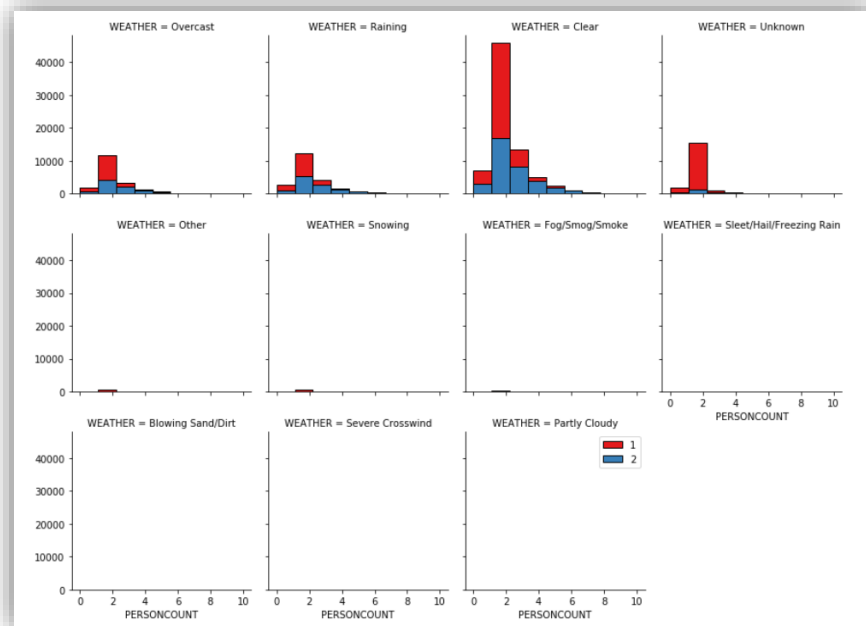 WEATHER = Overcast
WEATHER = Raining
WEATHER = Clear
WEATHER = Unknown
40000
30000
20000
10000
0
WEATHER = Other
WEATHER = Snowing
WEATHER = Fog/Smog/Smoke
WEATHER = Sleet/Hail/Freezing Rain
40000
30000
20000
10000
0
0 2 4 6 8 10
PERSONCOUNT
WEATHER = Blowing Sand/Dirt
WEATHER = Severe Crosswind
WEATHER = Partly Cloudy
1
2
40000
30000
20000
10000
0
0 2 4 6 8 10
0 2 4 6 8 10
0 2 4 6 8 10
PERSONCOUNT
PERSONCOUNT
PERSONCOUNT